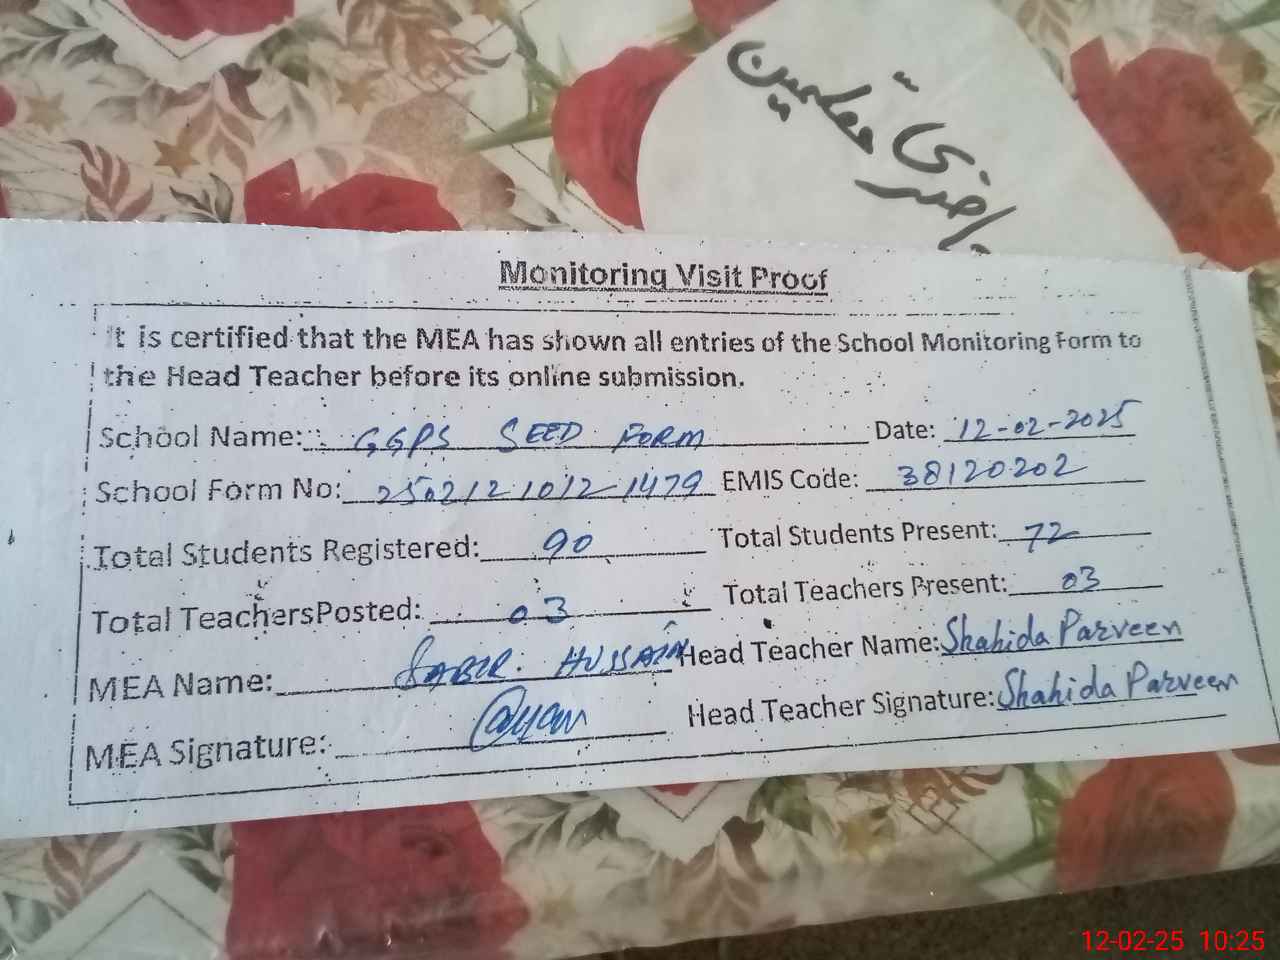 حاضری معلمین
Monitoring Visit Proof
It is certified that the MEA has shown all entries of the School Monitoring Form to
the Head Teacher before its online submission.
School Name: GGPS SEED FORM Date: 12-02-2025
School Form No: 250212 1012 1479 EMIS Code: 38120202
Total Students Registered: 90 Total Students Present: 72
Total TeachersPosted: 03 Total Teachers Present: 03
MEA Name: SABIR. HUSSAIN Head Teacher Name: Shahida Parveen
MEA Signature: Head Teacher Signature: Shahida Parveen
12-02-25 10:25